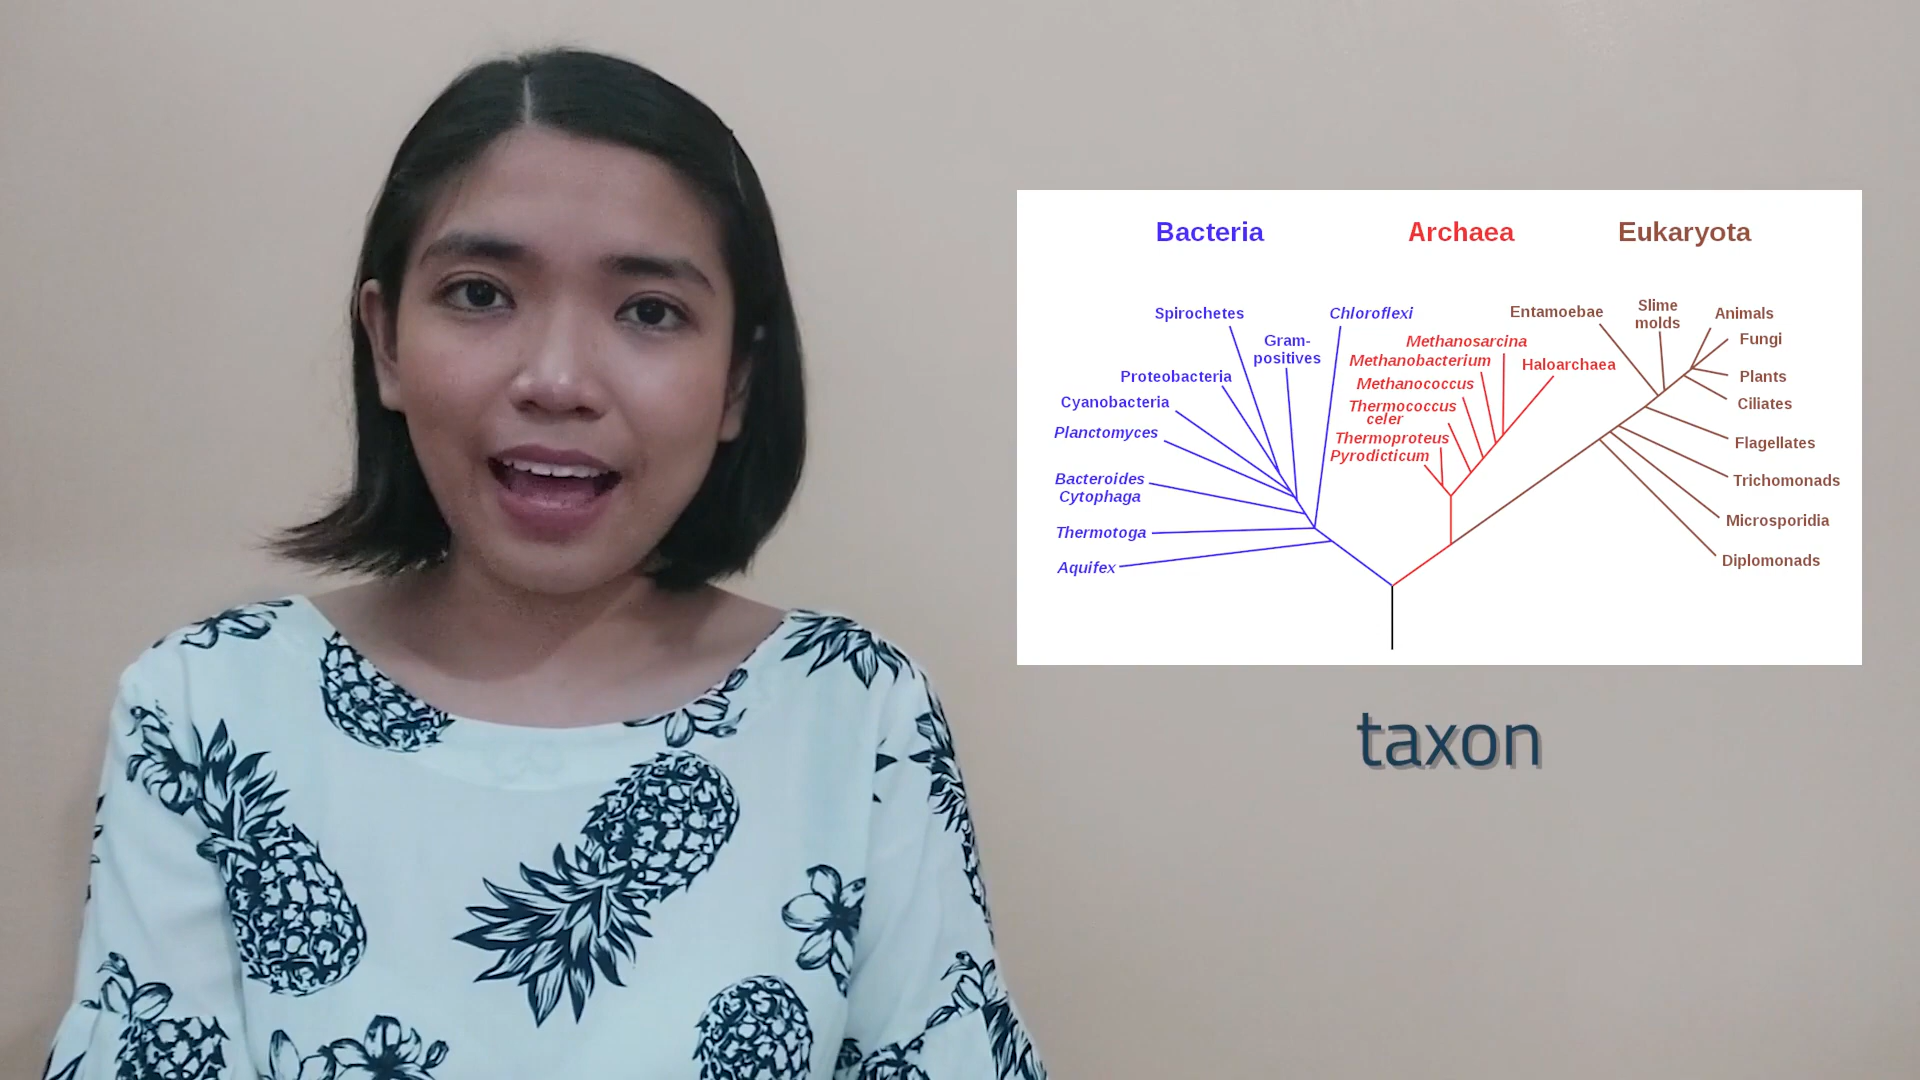 Bacteria
Archaea
Eukaryota
Spirochetes
Gram-
positives
Chloroflexi
Proteobacteria
Cyanobacteria
Planctomyces
Bacteroides
Cytophaga
Thermotoga
Aquifex
Methanosarcina
Methanobacterium
Haloarchaea
Methanococcus
Thermococcus
celer
Thermoproteus
Pyrodicticum
Entamoebae
Slime
molds
Animals
Fungi
Plants
Ciliates
Flagellates
Trichomonads
Microsporidia
Diplomonads
taxon